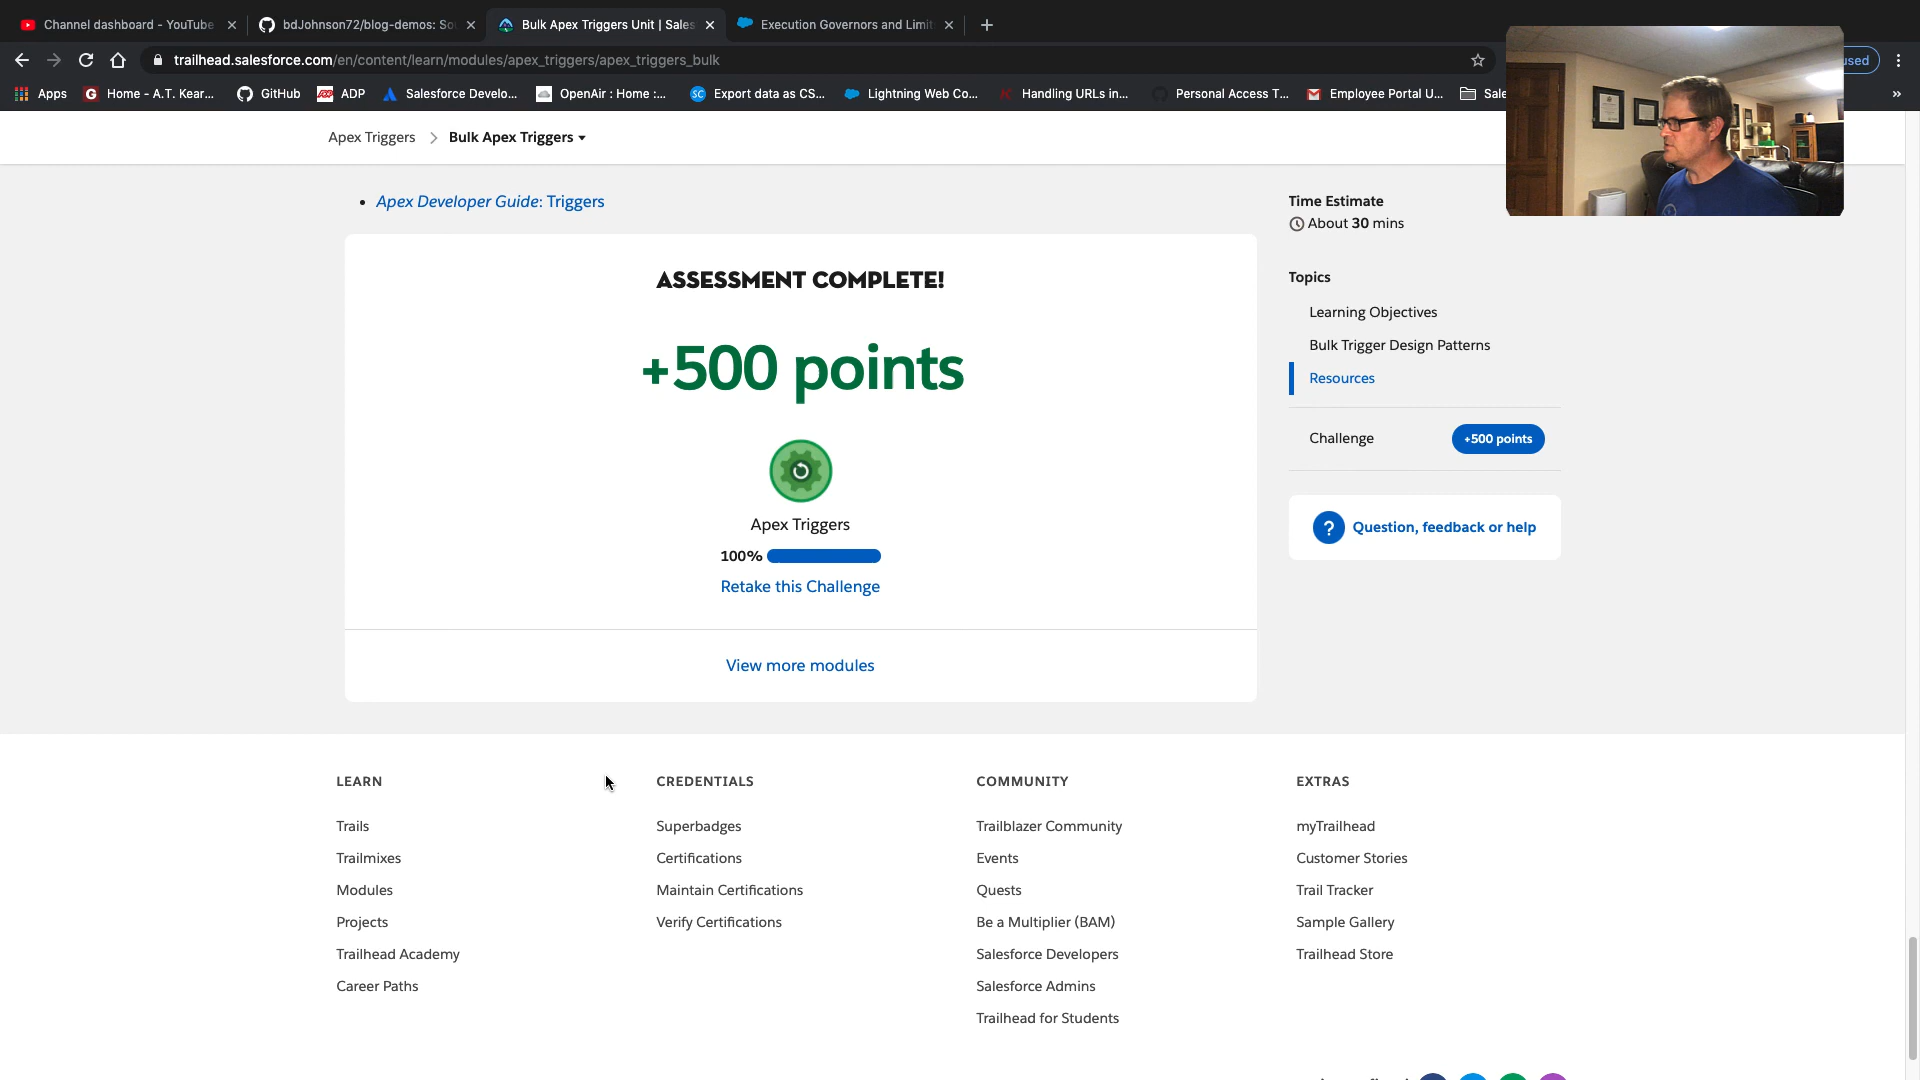 Channel dashboard - YouTube
bdJohnson72/blog-demos: So
Bulk Apex Triggers Unit | Sales
Execution Governors and Limit
trailhead.salesforce.com/en/content/learn/modules/apex_triggers/apex_triggers_bulk
used
Apps
Home - A.T. Kear...
GitHub
ADP
Salesforce Develo...
OpenAir : Home :...
SC
Export data as CS...
Lightning Web Co...
Handling URLs in...
Personal Access T...
Employee Portal U...
Sale
»
Apex Triggers
Bulk Apex Triggers
Apex Developer Guide: Triggers
ASSESSMENT COMPLETE!
+500 points
Apex Triggers
100%
Retake this Challenge
View more modules
Time Estimate
About 30 mins
Topics
Learning Objectives
Bulk Trigger Design Patterns
Resources
Challenge
+500 points
? Question, feedback or help
LEARN
Trails
Trailmixes
Modules
Projects
Trailhead Academy
Career Paths
CREDENTIALS
Superbadges
Certifications
Maintain Certifications
Verify Certifications
COMMUNITY
Trailblazer Community
Events
Quests
Be a Multiplier (BAM)
Salesforce Developers
Salesforce Admins
Trailhead for Students
EXTRAS
myTrailhead
Customer Stories
Trail Tracker
Sample Gallery
Trailhead Store